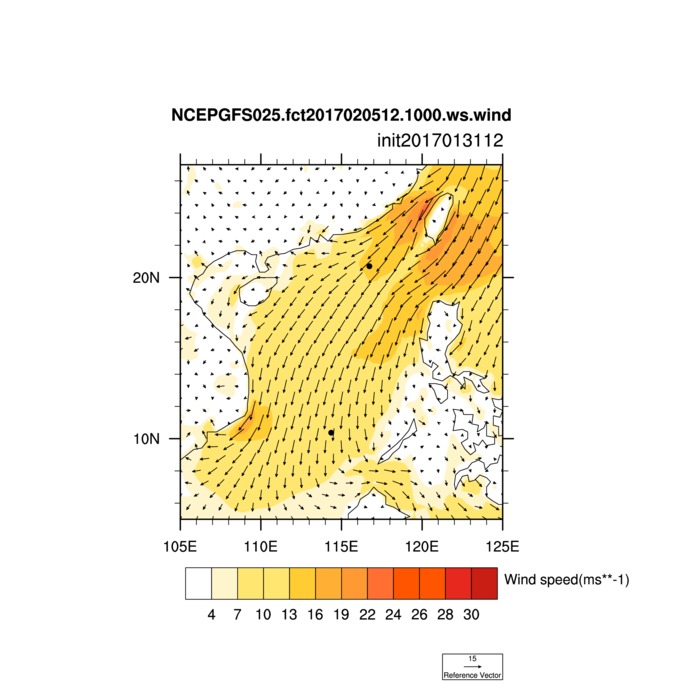 NCEPGFS025.fct2017020512.1000.ws.wind
init2017013112
20N
10N
105E 110E 115E 120E 125E
Wind speed(ms**-1)
4 7 10 13 16 19 22 24 26 28 30
15
Reference Vector